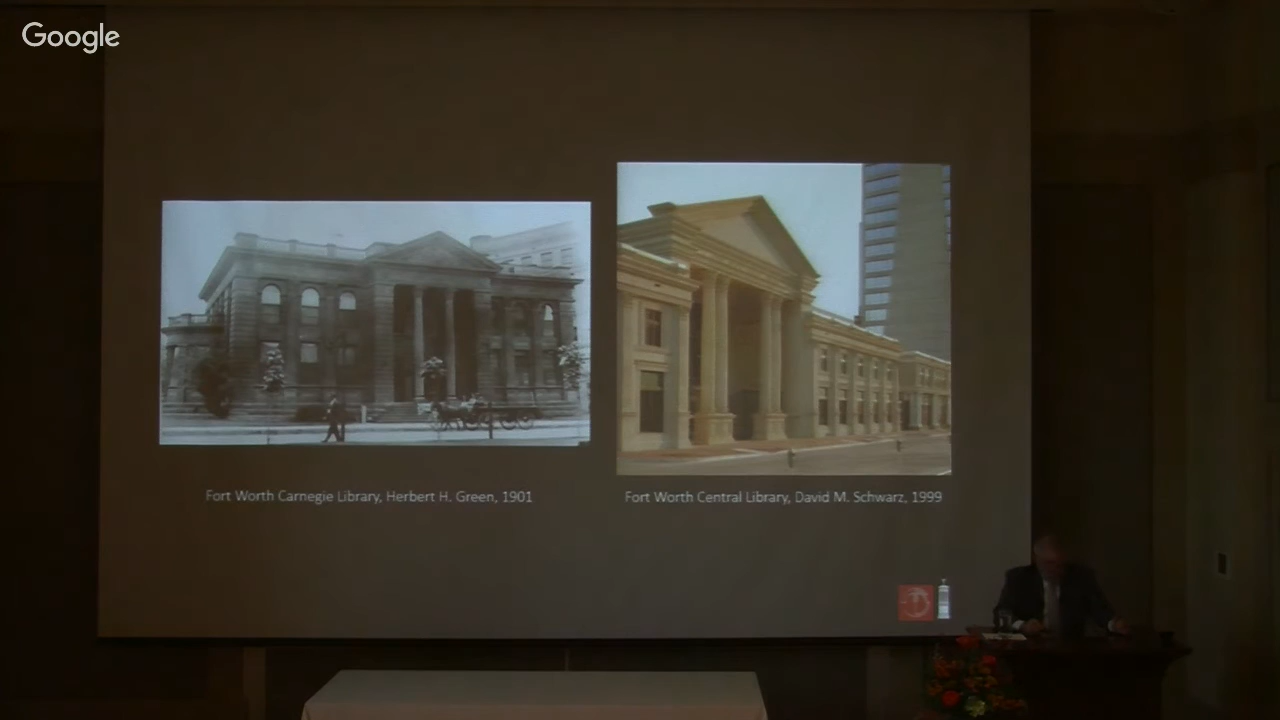 Google
Fort Worth Carnegie Library, Herbert H. Green, 1901
Fort Worth Central Library, David M. Schwarz, 1999